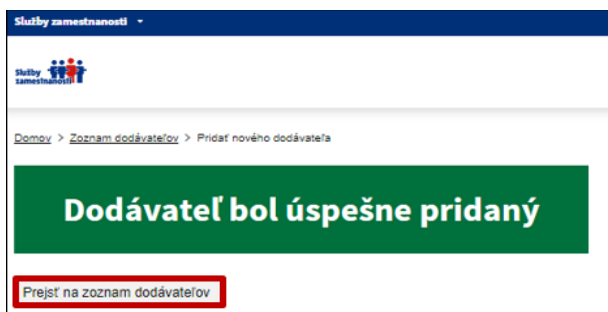 Služby zamestnanosti
Služby
zamestnanosti
Domov > Zoznam dodávateľov > Pridať nového dodávateľa
Dodávateľ bol úspešne pridaný
Prejsť na zoznam dodávateľov